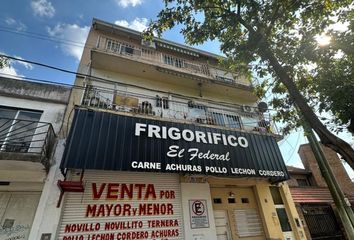 FRIGORIFICO
El Federal
CARNE ACHURAS POLLO LECHON CORDERO
VENTA POR
MAYOR y MENOR
NOVILLO NOVILLITO TERNERA
POLLO LECHON CORDERO ACHURAS
E